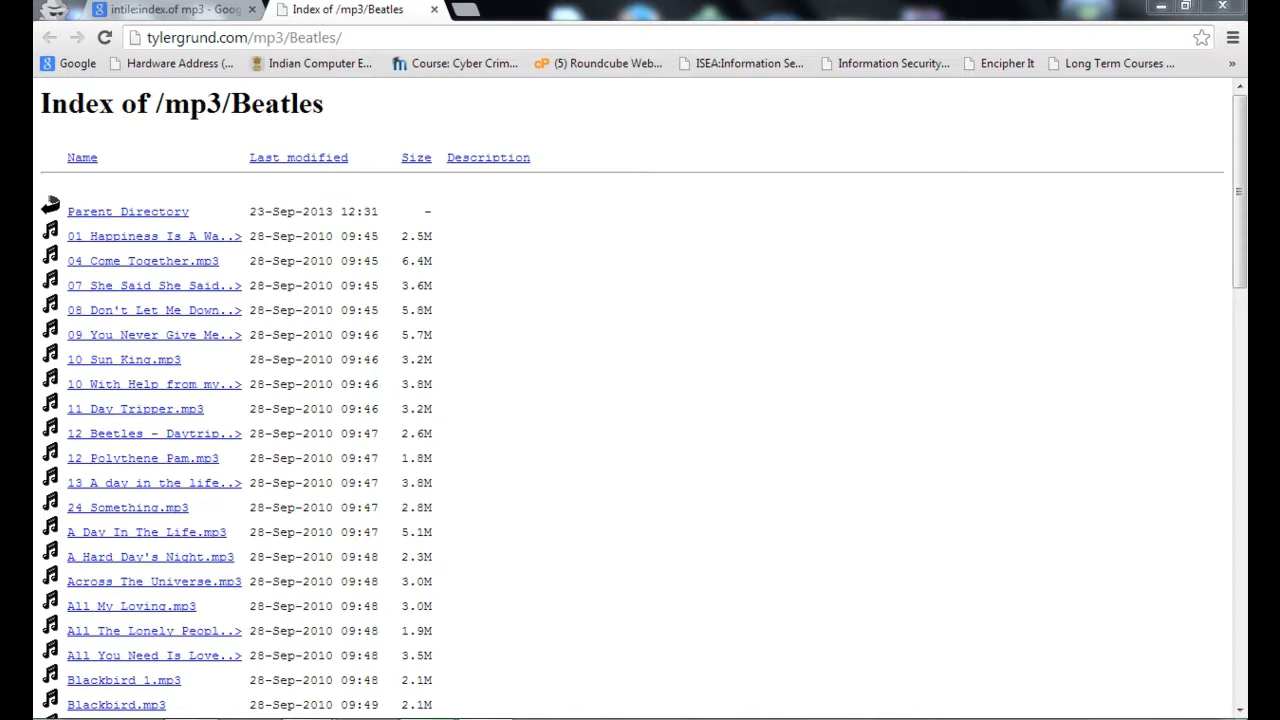 intile:index.of mp3 - Goog
Index of /mp3/Beatles
tylergrund.com/mp3/Beatles/
Google
Hardware Address (...
Indian Computer E...
Course: Cyber Crim...
(5) Roundcube Web...
ISEA:Information Se...
Information Security...
Encipher It
Long Term Courses ...
»
Index of /mp3/Beatles
Name Last modified Size Description
Parent Directory 23-Sep-2013 12:31 -
01 Happiness Is A Wa..> 28-Sep-2010 09:45 2.5M
04 Come Together.mp3 28-Sep-2010 09:45 6.4M
07 She Said She Said..> 28-Sep-2010 09:45 3.6M
08 Don't Let Me Down..> 28-Sep-2010 09:45 5.8M
09 You Never Give Me..> 28-Sep-2010 09:46 5.7M
10 Sun King.mp3 28-Sep-2010 09:46 3.2M
10 With Help from my..> 28-Sep-2010 09:46 3.8M
11 Day Tripper.mp3 28-Sep-2010 09:46 3.2M
12 Beetles - Daytrip..> 28-Sep-2010 09:47 2.6M
12 Polythene Pam.mp3 28-Sep-2010 09:47 1.8M
13 A day in the life..> 28-Sep-2010 09:47 3.8M
24 Something.mp3 28-Sep-2010 09:47 2.8M
A Day In The Life.mp3 28-Sep-2010 09:47 5.1M
A Hard Day's Night.mp3 28-Sep-2010 09:48 2.3M
Across The Universe.mp3 28-Sep-2010 09:48 3.0M
All My Loving.mp3 28-Sep-2010 09:48 3.0M
All The Lonely Peopl..> 28-Sep-2010 09:48 1.9M
All You Need Is Love..> 28-Sep-2010 09:48 3.5M
Blackbird 1.mp3 28-Sep-2010 09:48 2.1M
Blackbird.mp3 28-Sep-2010 09:49 2.1M